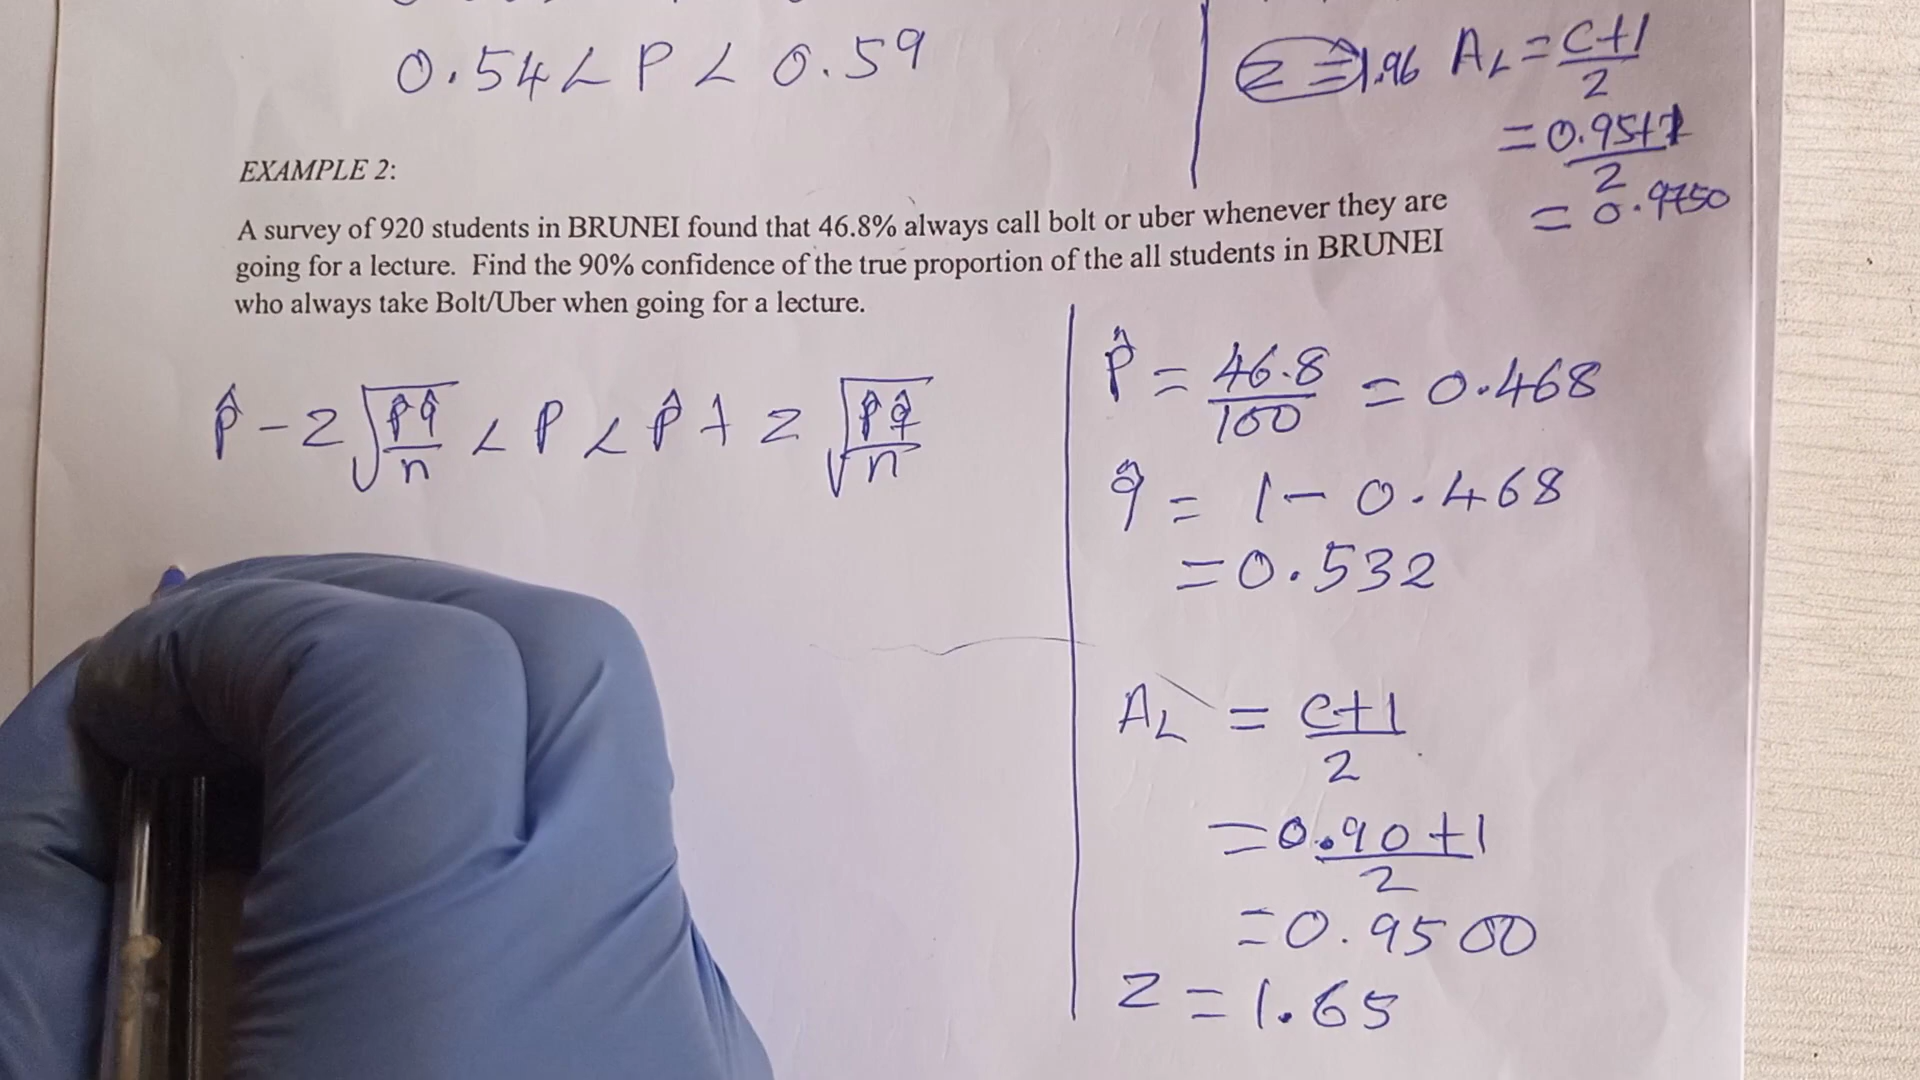 0.54 < P < 0.59
Z = 1.96
A_L = C+1
2
= 0.95+1
2
= 0.9750
EXAMPLE 2:
A survey of 920 students in BRUNEI found that 46.8% always call bolt or uber whenever they are
going for a lecture. Find the 90% confidence of the true proportion of the all students in BRUNEI
who always take Bolt/Uber when going for a lecture.
p̂ - z√(p̂q̂/n) < P < p̂ + z√(p̂q̂/n)
p̂ = 46.8/100 = 0.468
q̂ = 1 - 0.468
= 0.532
A_L = C+1
2
= 0.90+1
2
= 0.9500
Z = 1.65